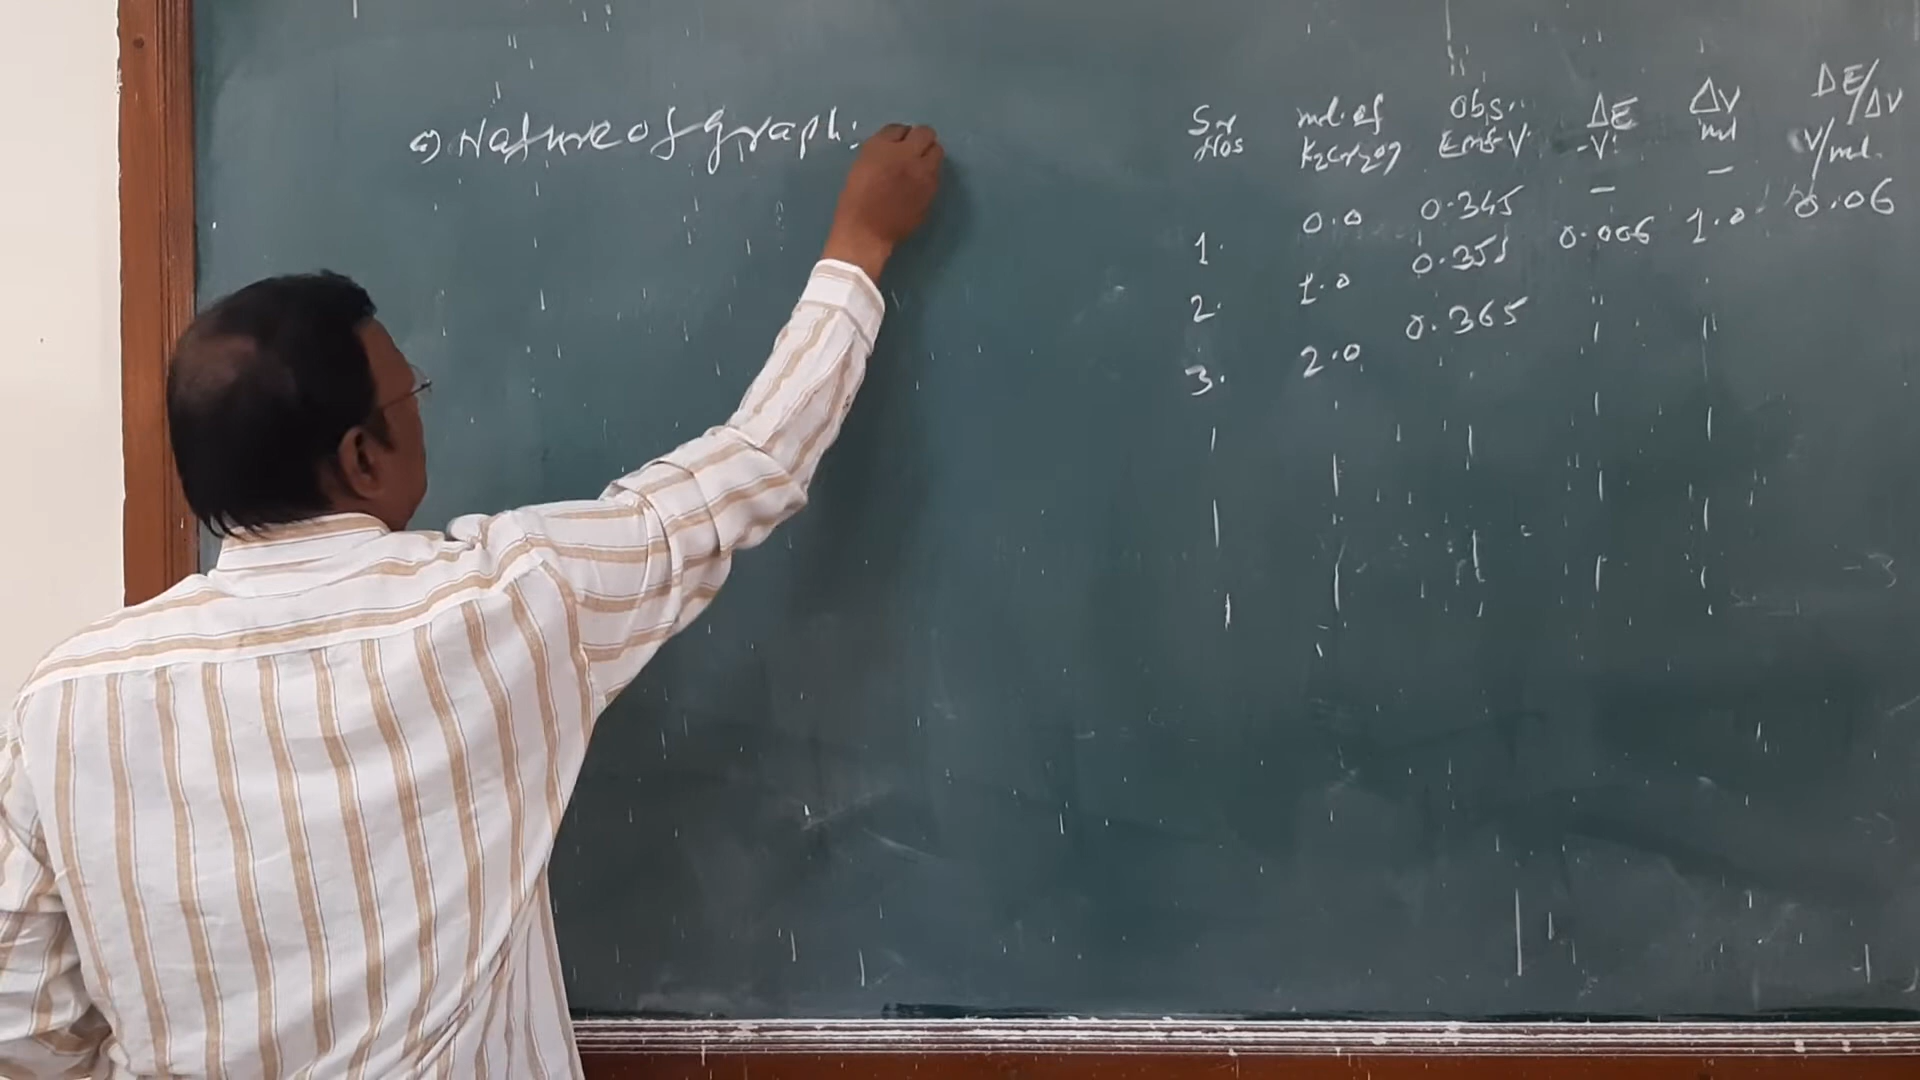 a) Nature of graph:
Sr Nos ml. of K2Cr2O7 Obs. Emf-V ΔE -V. ΔV ml ΔE/ΔV V/ml.
1. 0.0 0.345 — —
2. 1.0 0.351 0.006 1.0 0.06
3. 2.0 0.365 " "